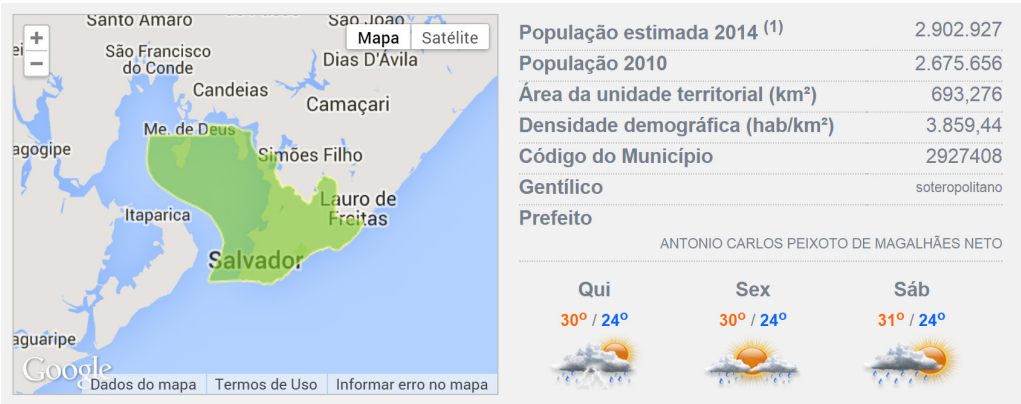 Santo Amaro
São João
+
Mapa
Satélite
−
São Francisco
do Conde
Dias D'Ávila
Candeias
Camaçari
Me. de Deus
agogipe
Simões Filho
Lauro de
Freitas
Itaparica
Salvador
aguaripe
Google
Dados do mapa
Termos de Uso
Informar erro no mapa
População estimada 2014 (1) 2.902.927
População 2010 2.675.656
Área da unidade territorial (km²) 693,276
Densidade demográfica (hab/km²) 3.859,44
Código do Município 2927408
Gentílico soteropolitano
Prefeito
ANTONIO CARLOS PEIXOTO DE MAGALHÃES NETO
Qui Sex Sáb
30º / 24º 30º / 24º 31º / 24º